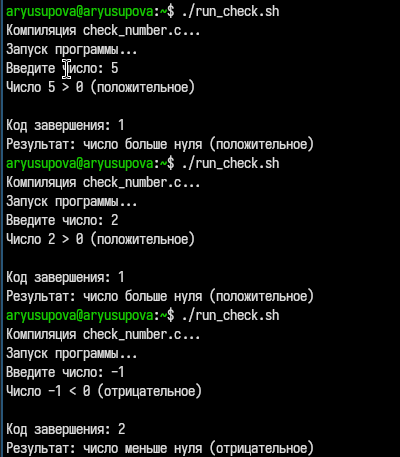 aryusupova@aryusupova:~$ ./run_check.sh
Компиляция check_number.c...
Запуск программы...
Введите число: 5
Число 5 > 0 (положительное)
Код завершения: 1
Результат: число больше нуля (положительное)
aryusupova@aryusupova:~$ ./run_check.sh
Компиляция check_number.c...
Запуск программы...
Введите число: 2
Число 2 > 0 (положительное)
Код завершения: 1
Результат: число больше нуля (положительное)
aryusupova@aryusupova:~$ ./run_check.sh
Компиляция check_number.c...
Запуск программы...
Введите число: -1
Число -1 < 0 (отрицательное)
Код завершения: 2
Результат: число меньше нуля (отрицательное)